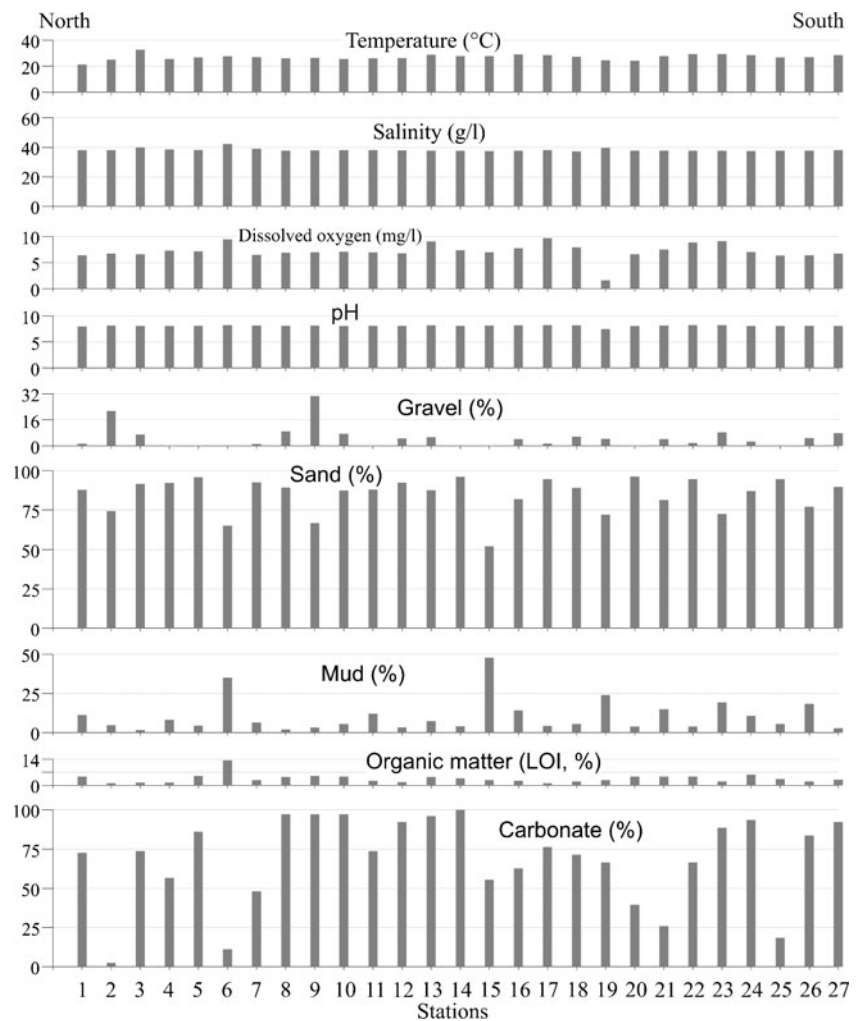 North South
Temperature (°C)
40
20
0
Salinity (g/l)
60
40
20
0
Dissolved oxygen (mg/l)
10
5
0
pH
10
5
0
Gravel (%)
32
16
0
Sand (%)
100
75
50
25
0
Mud (%)
50
25
0
Organic matter (LOI, %)
14
0
Carbonate (%)
100
75
50
25
0
1 2 3 4 5 6 7 8 9 10 11 12 13 14 15 16 17 18 19 20 21 22 23 24 25 26 27
Stations